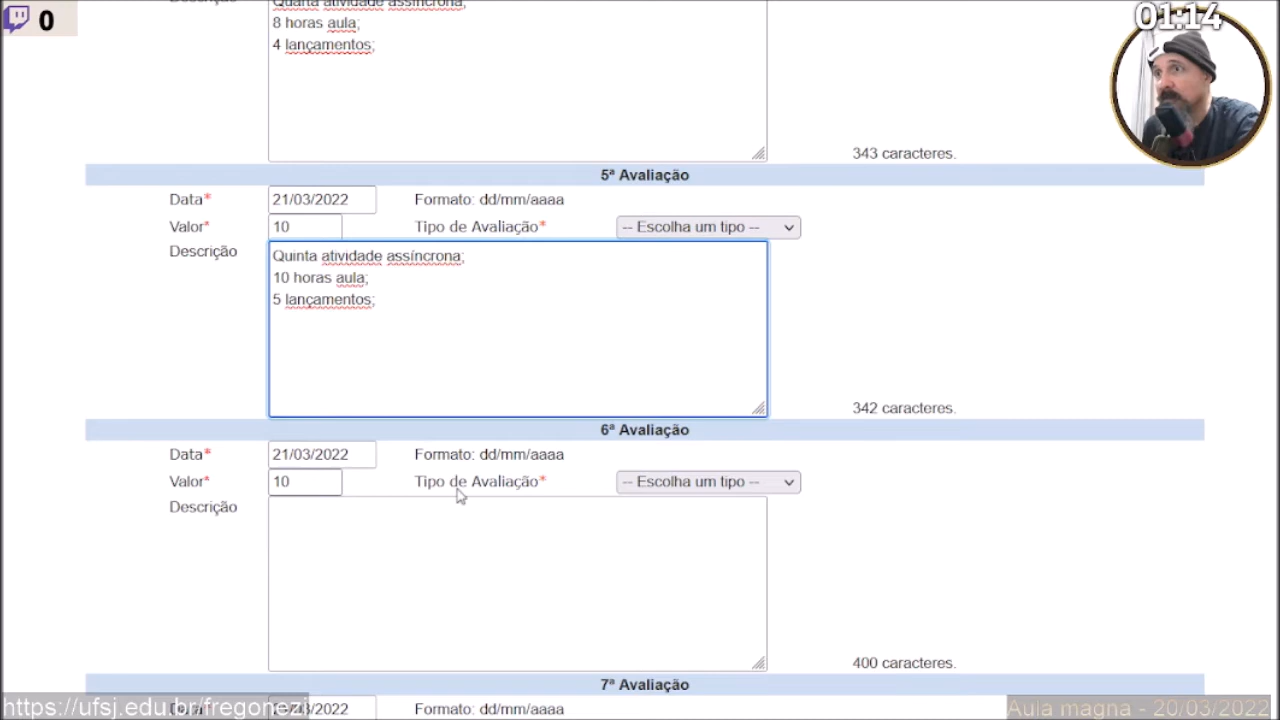 0
01:14
Quarta atividade assíncrona;
8 horas aula;
4 lançamentos;
343 caracteres.
5ª Avaliação
Data* 21/03/2022 Formato: dd/mm/aaaa
Valor* 10 Tipo de Avaliação* -- Escolha um tipo --
Descrição
Quinta atividade assíncrona;
10 horas aula;
5 lançamentos;
342 caracteres.
6ª Avaliação
Data* 21/03/2022 Formato: dd/mm/aaaa
Valor* 10 Tipo de Avaliação* -- Escolha um tipo --
Descrição
400 caracteres.
7ª Avaliação
/03/2022 Formato: dd/mm/aaaa
https://ufsj.edu.br/fregonezi
Aula magna - 20/03/2022